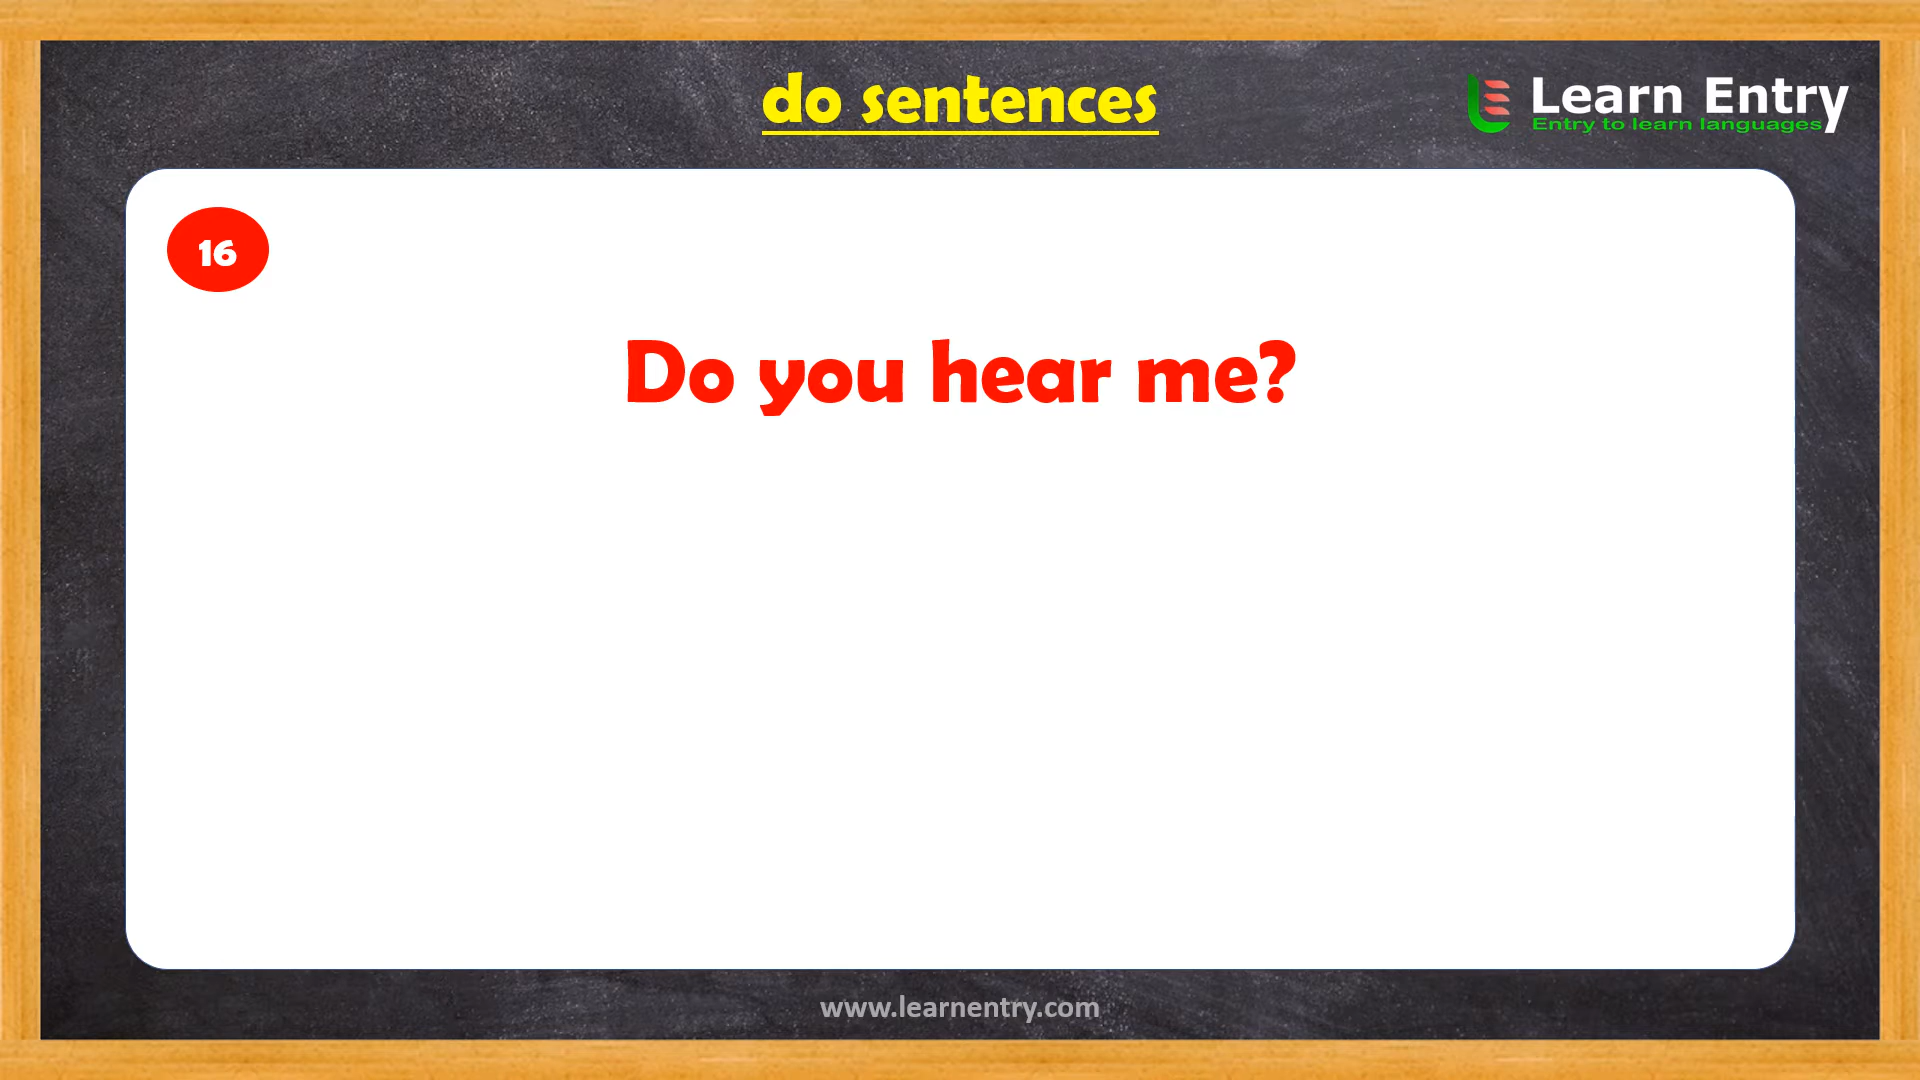 do sentences
Learn Entry
Entry to learn languages
16
Do you hear me?
www.learnentry.com